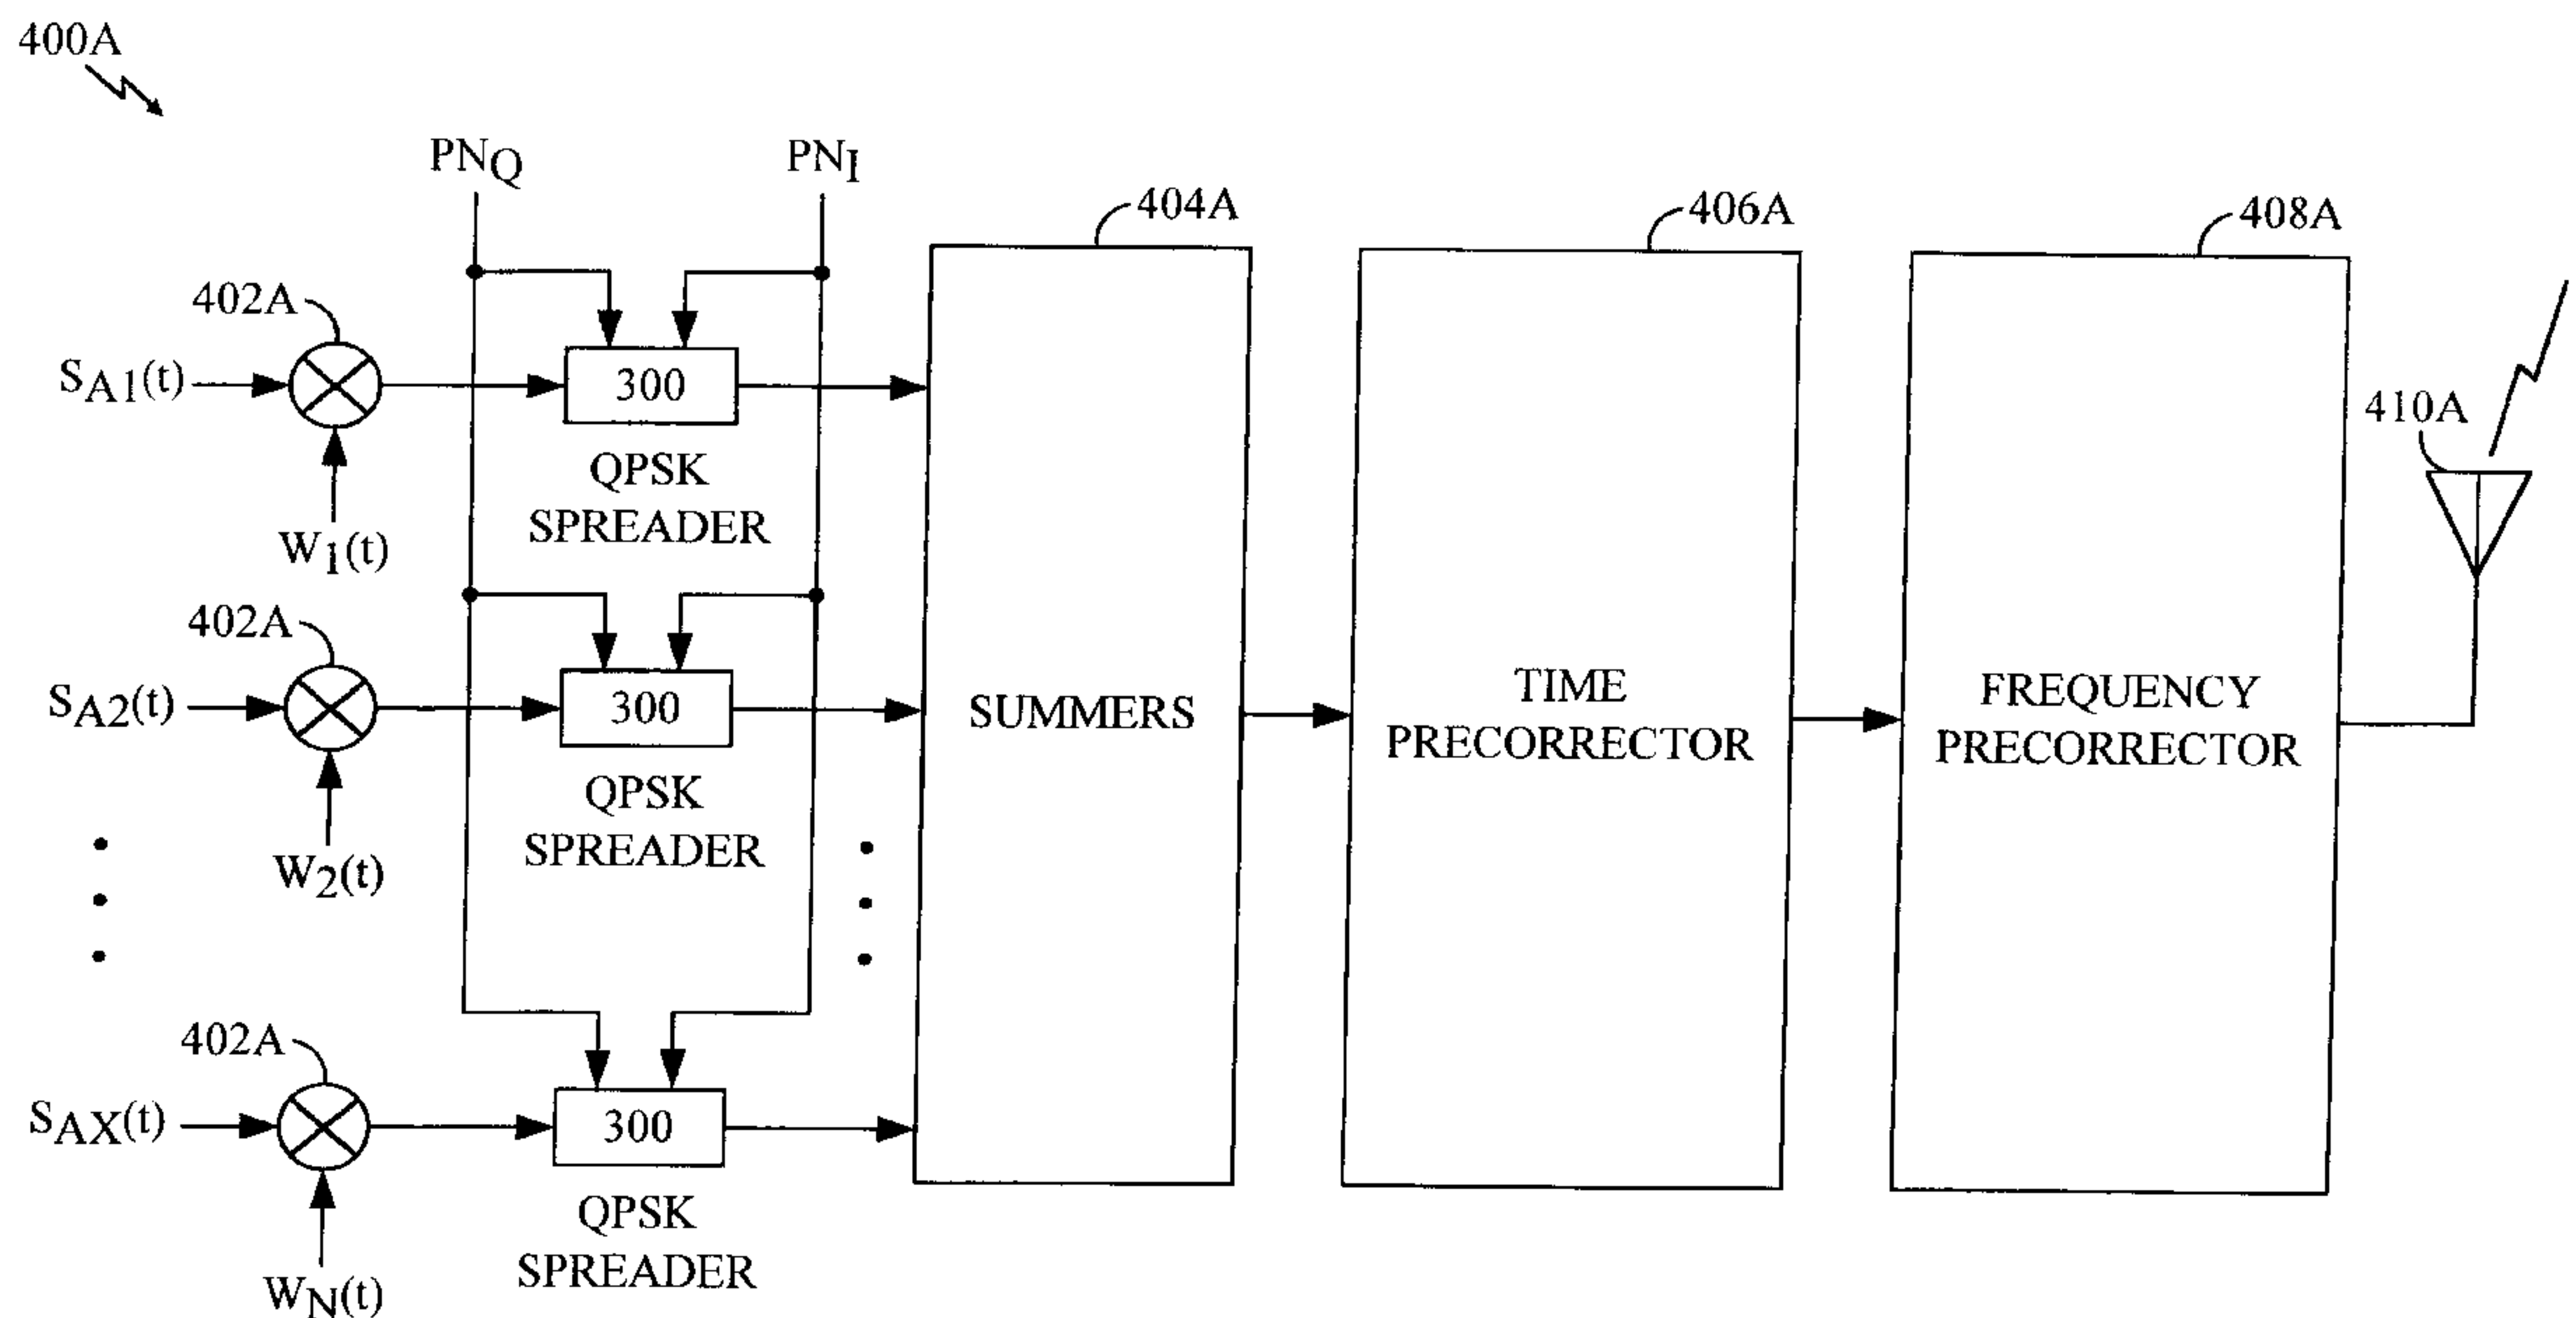 400A
PNQ
PNI
404A
406A
408A
402A
SA1(t)
300
W1(t)
QPSK
SPREADER
410A
402A
SA2(t)
300
W2(t)
QPSK
SPREADER
SUMMERS
TIME
PRECORRECTOR
FREQUENCY
PRECORRECTOR
402A
SAX(t)
300
WN(t)
QPSK
SPREADER